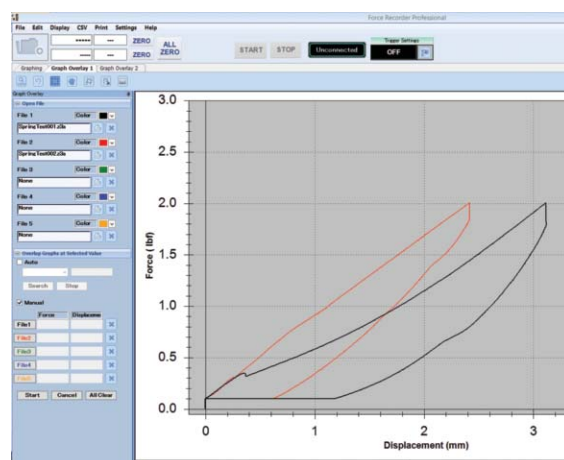 Force Recorder Professional
File Edit Display CSV Print Settings Help
----- --- ZERO
ALL ZERO
---- --- ZERO
START STOP Unconnected
Trigger Settings
OFF
Graphing Graph Overlay 1 Graph Overlay 2
Graph Overlay
Open File
File 1 Color
SpringTest001.z3s
File 2 Color
SpringTest002.z3s
File 3 Color
None
File 4 Color
None
File 5 Color
None
Overlap Graphs at Selected Value
Auto
Search Stop
Manual
Force Displaceme
File1
File2
File3
File4
File5
Start Cancel All Clear
Force ( lbf)
3.0
2.5
2.0
1.5
1.0
0.5
0.0
0 1 2 3
Displacement (mm)